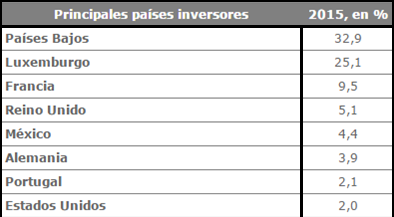 Principales países inversores 2015, en %
Países Bajos 32,9
Luxemburgo 25,1
Francia 9,5
Reino Unido 5,1
México 4,4
Alemania 3,9
Portugal 2,1
Estados Unidos 2,0